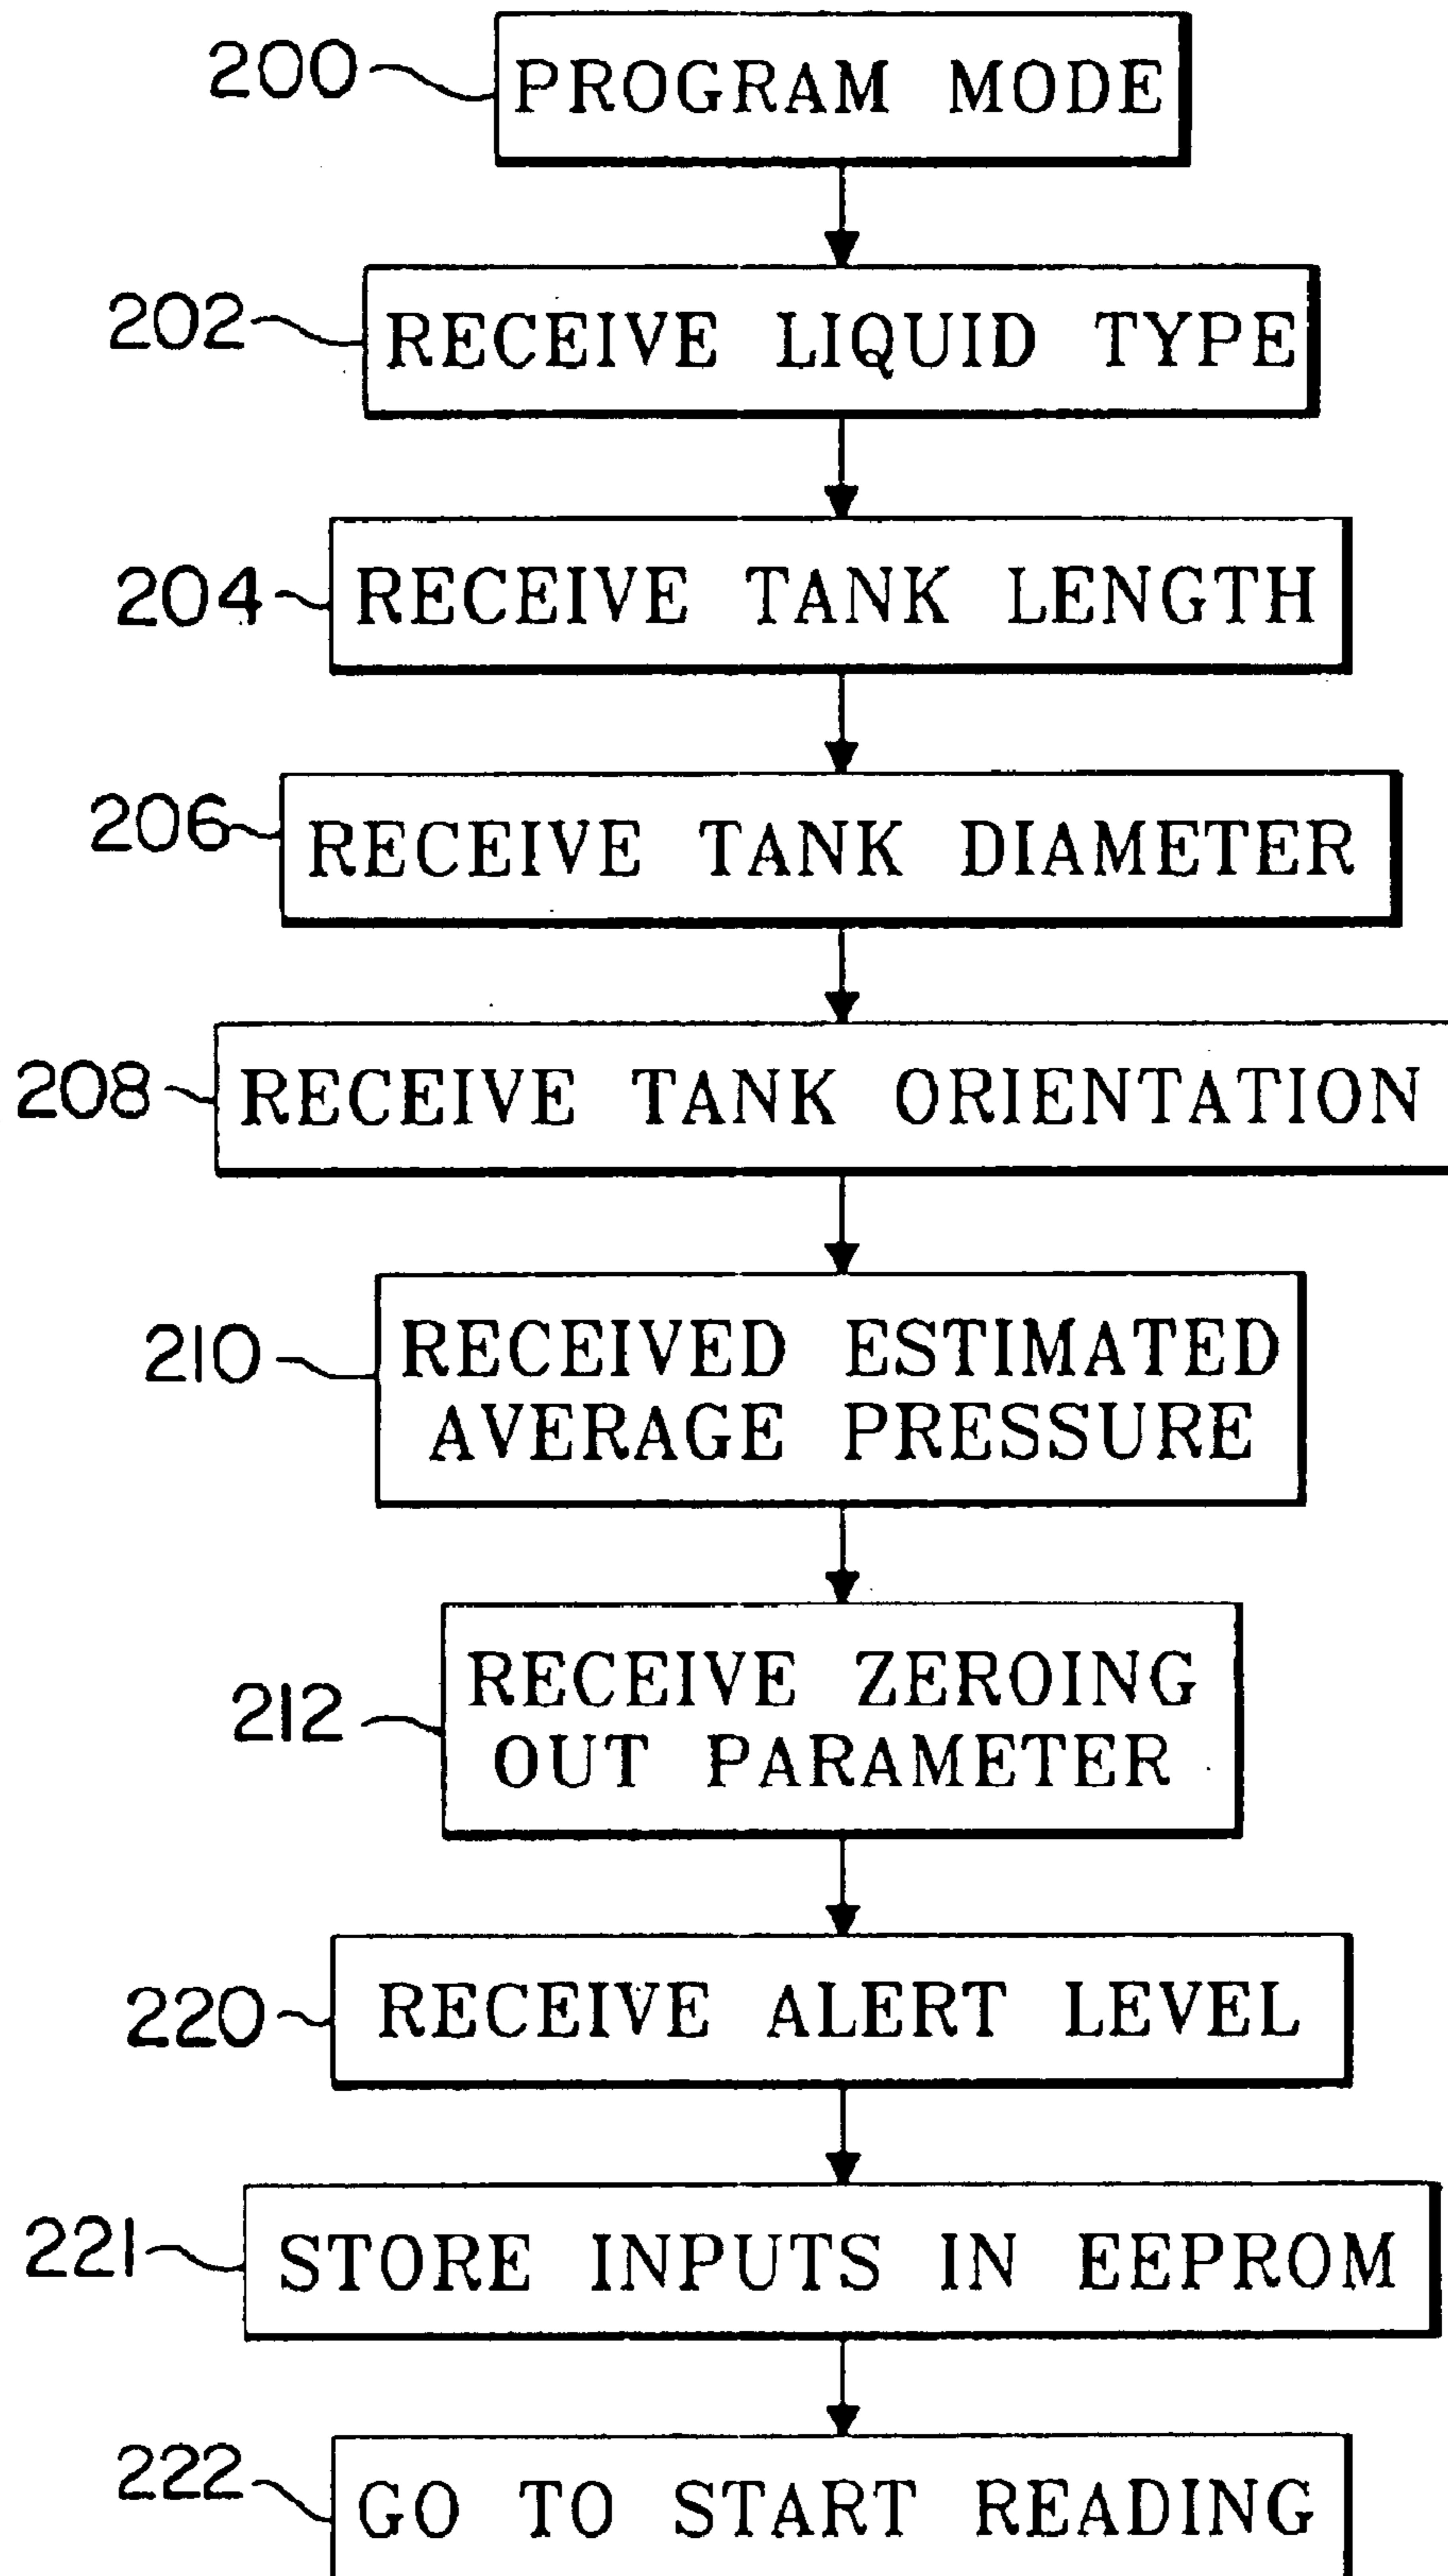 200 PROGRAM MODE
202 RECEIVE LIQUID TYPE
204 RECEIVE TANK LENGTH
206 RECEIVE TANK DIAMETER
208 RECEIVE TANK ORIENTATION
210 RECEIVED ESTIMATED
AVERAGE PRESSURE
212 RECEIVE ZEROING
OUT PARAMETER
220 RECEIVE ALERT LEVEL
221 STORE INPUTS IN EEPROM
222 GO TO START READING